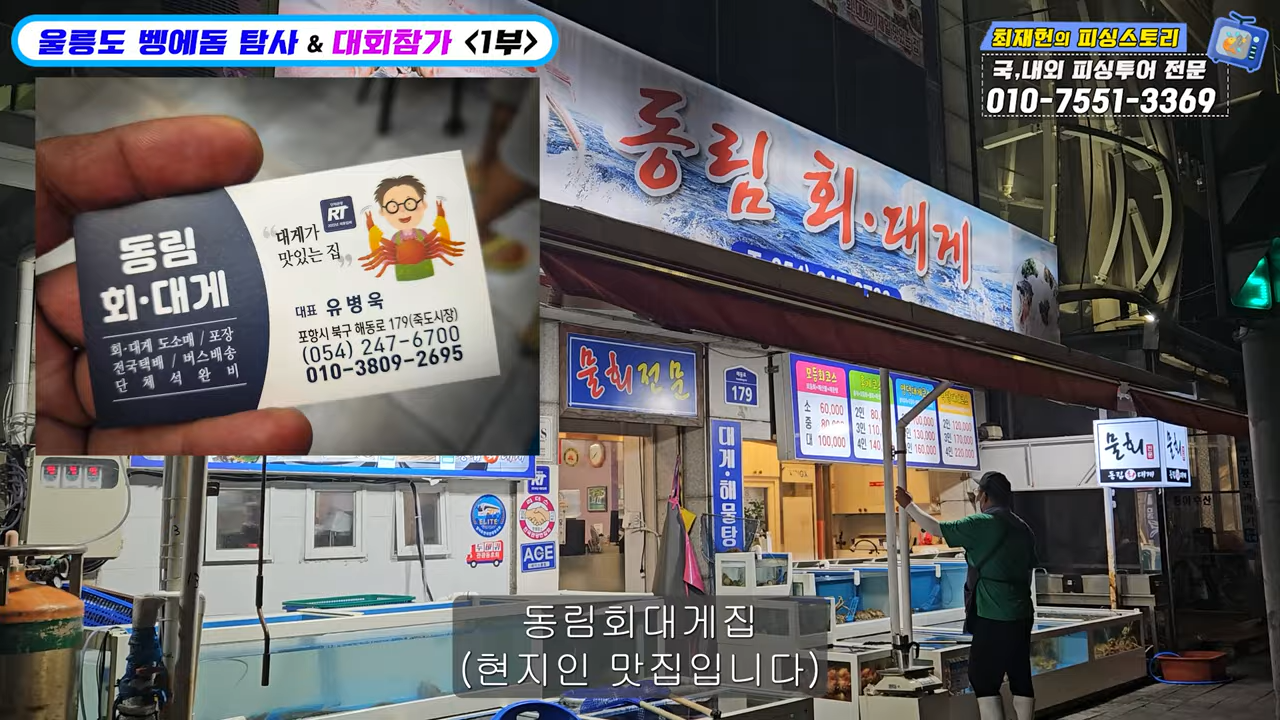 울릉도 벵에돔 탐사 & 대회참가 <1부>
최재헌의 피싱스토리
국,내외 피싱투어 전문
010-7551-3369
동림
회·대게
회·대게 도소매 / 포장
전국택배 / 버스배송
단체석완비
RT
"대게가
맛있는 집"
대표 유병욱
포항시 북구 해동로 179(죽도시장)
(054) 247-6700
010-3809-2695
동림 회·대게
물회전문
179
대게·해물탕
모듬회코스
소 60,000
중 80,000
대 100,000
물회
동림회대게
물회
ELITE
AGE
동림회대게집
(현지인 맛집입니다)